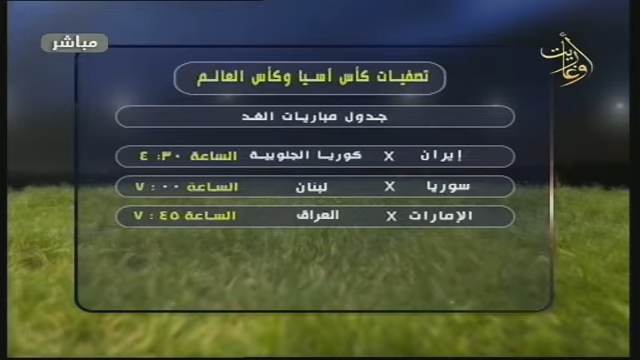 مباشر
أوغاريت
تصفيات كأس آسيا وكأس العالم
جدول مباريات الغد
إيران X كوريا الجنوبية الساعة ٤:٣٠
سوريا X لبنان الساعة ٧:٠٠
الإمارات X العراق الساعة ٧:٤٥